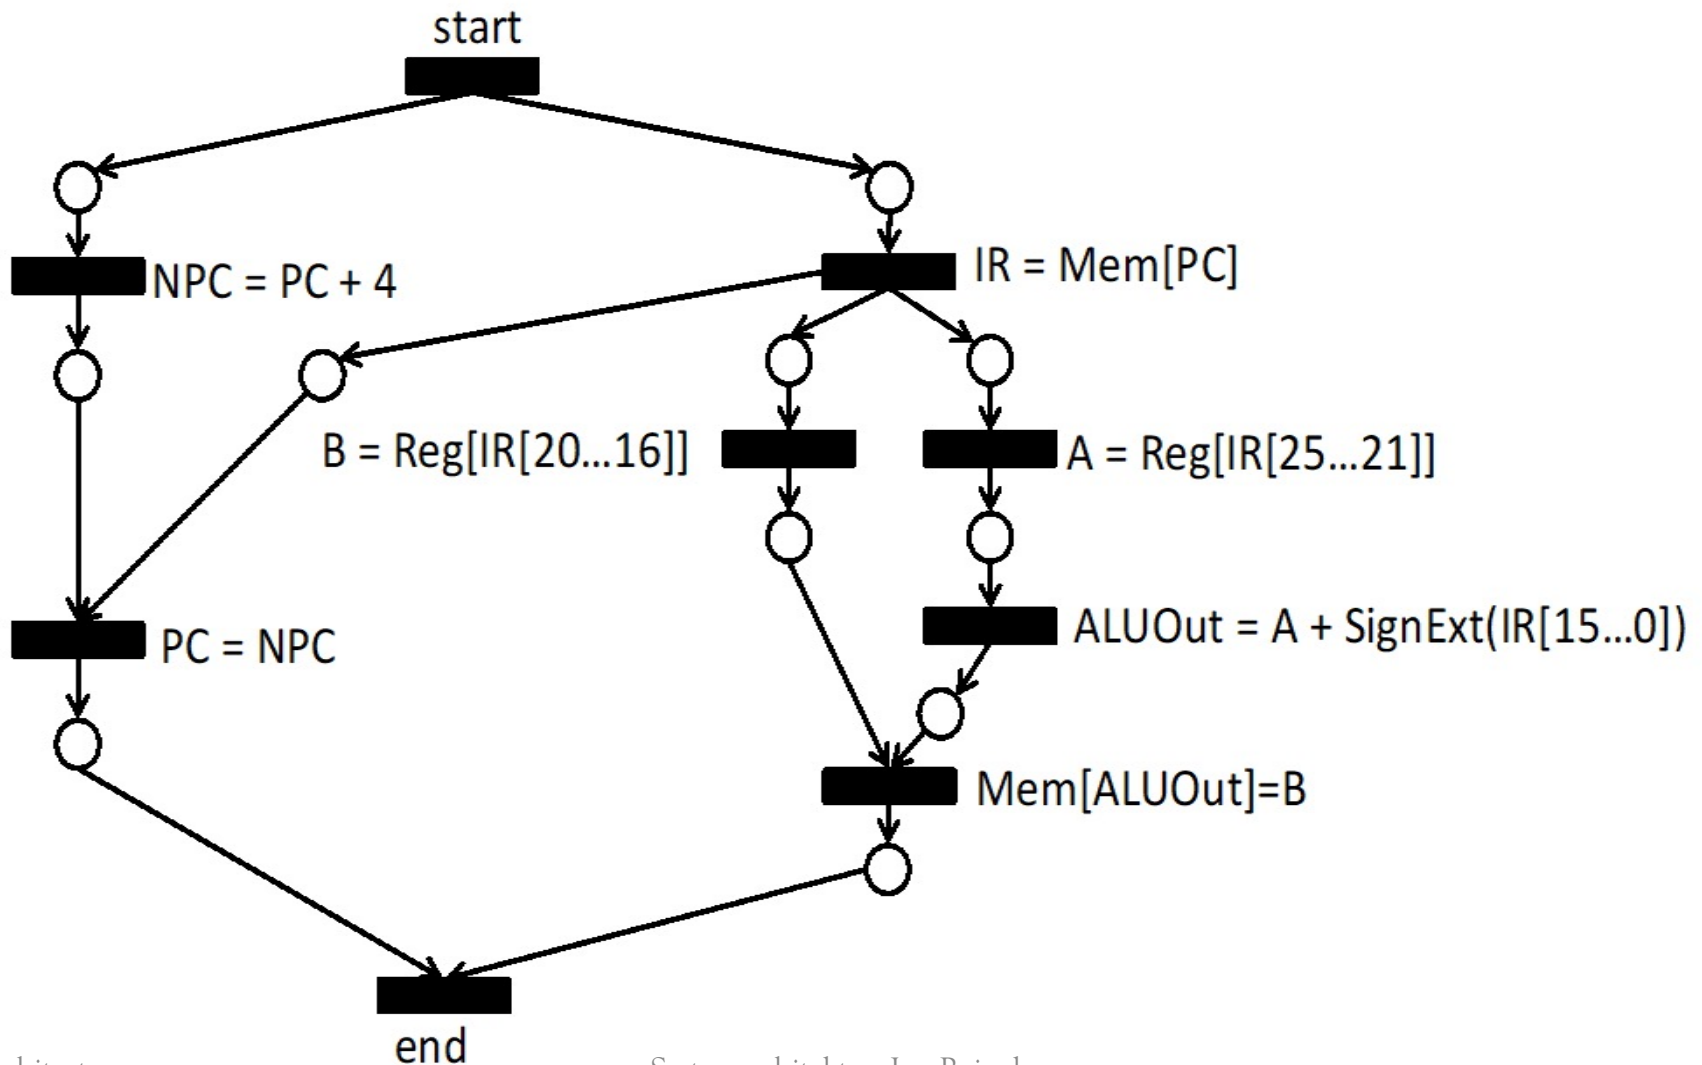 start
NPC = PC + 4
IR = Mem[PC]
B = Reg[IR[20...16]]
A = Reg[IR[25...21]]
PC = NPC
ALUOut = A + SignExt(IR[15...0])
Mem[ALUOut]=B
end